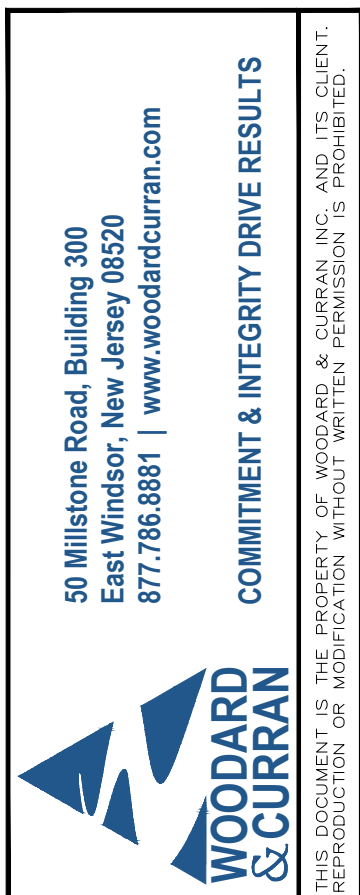 WOODARD
& CURRAN
50 Millstone Road, Building 300
East Windsor, New Jersey 08520
877.786.8881 | www.woodardcurran.com
COMMITMENT & INTEGRITY DRIVE RESULTS
THIS DOCUMENT IS THE PROPERTY OF WOODARD & CURRAN INC. AND ITS CLIENT.
REPRODUCTION OR MODIFICATION WITHOUT WRITTEN PERMISSION IS PROHIBITED.